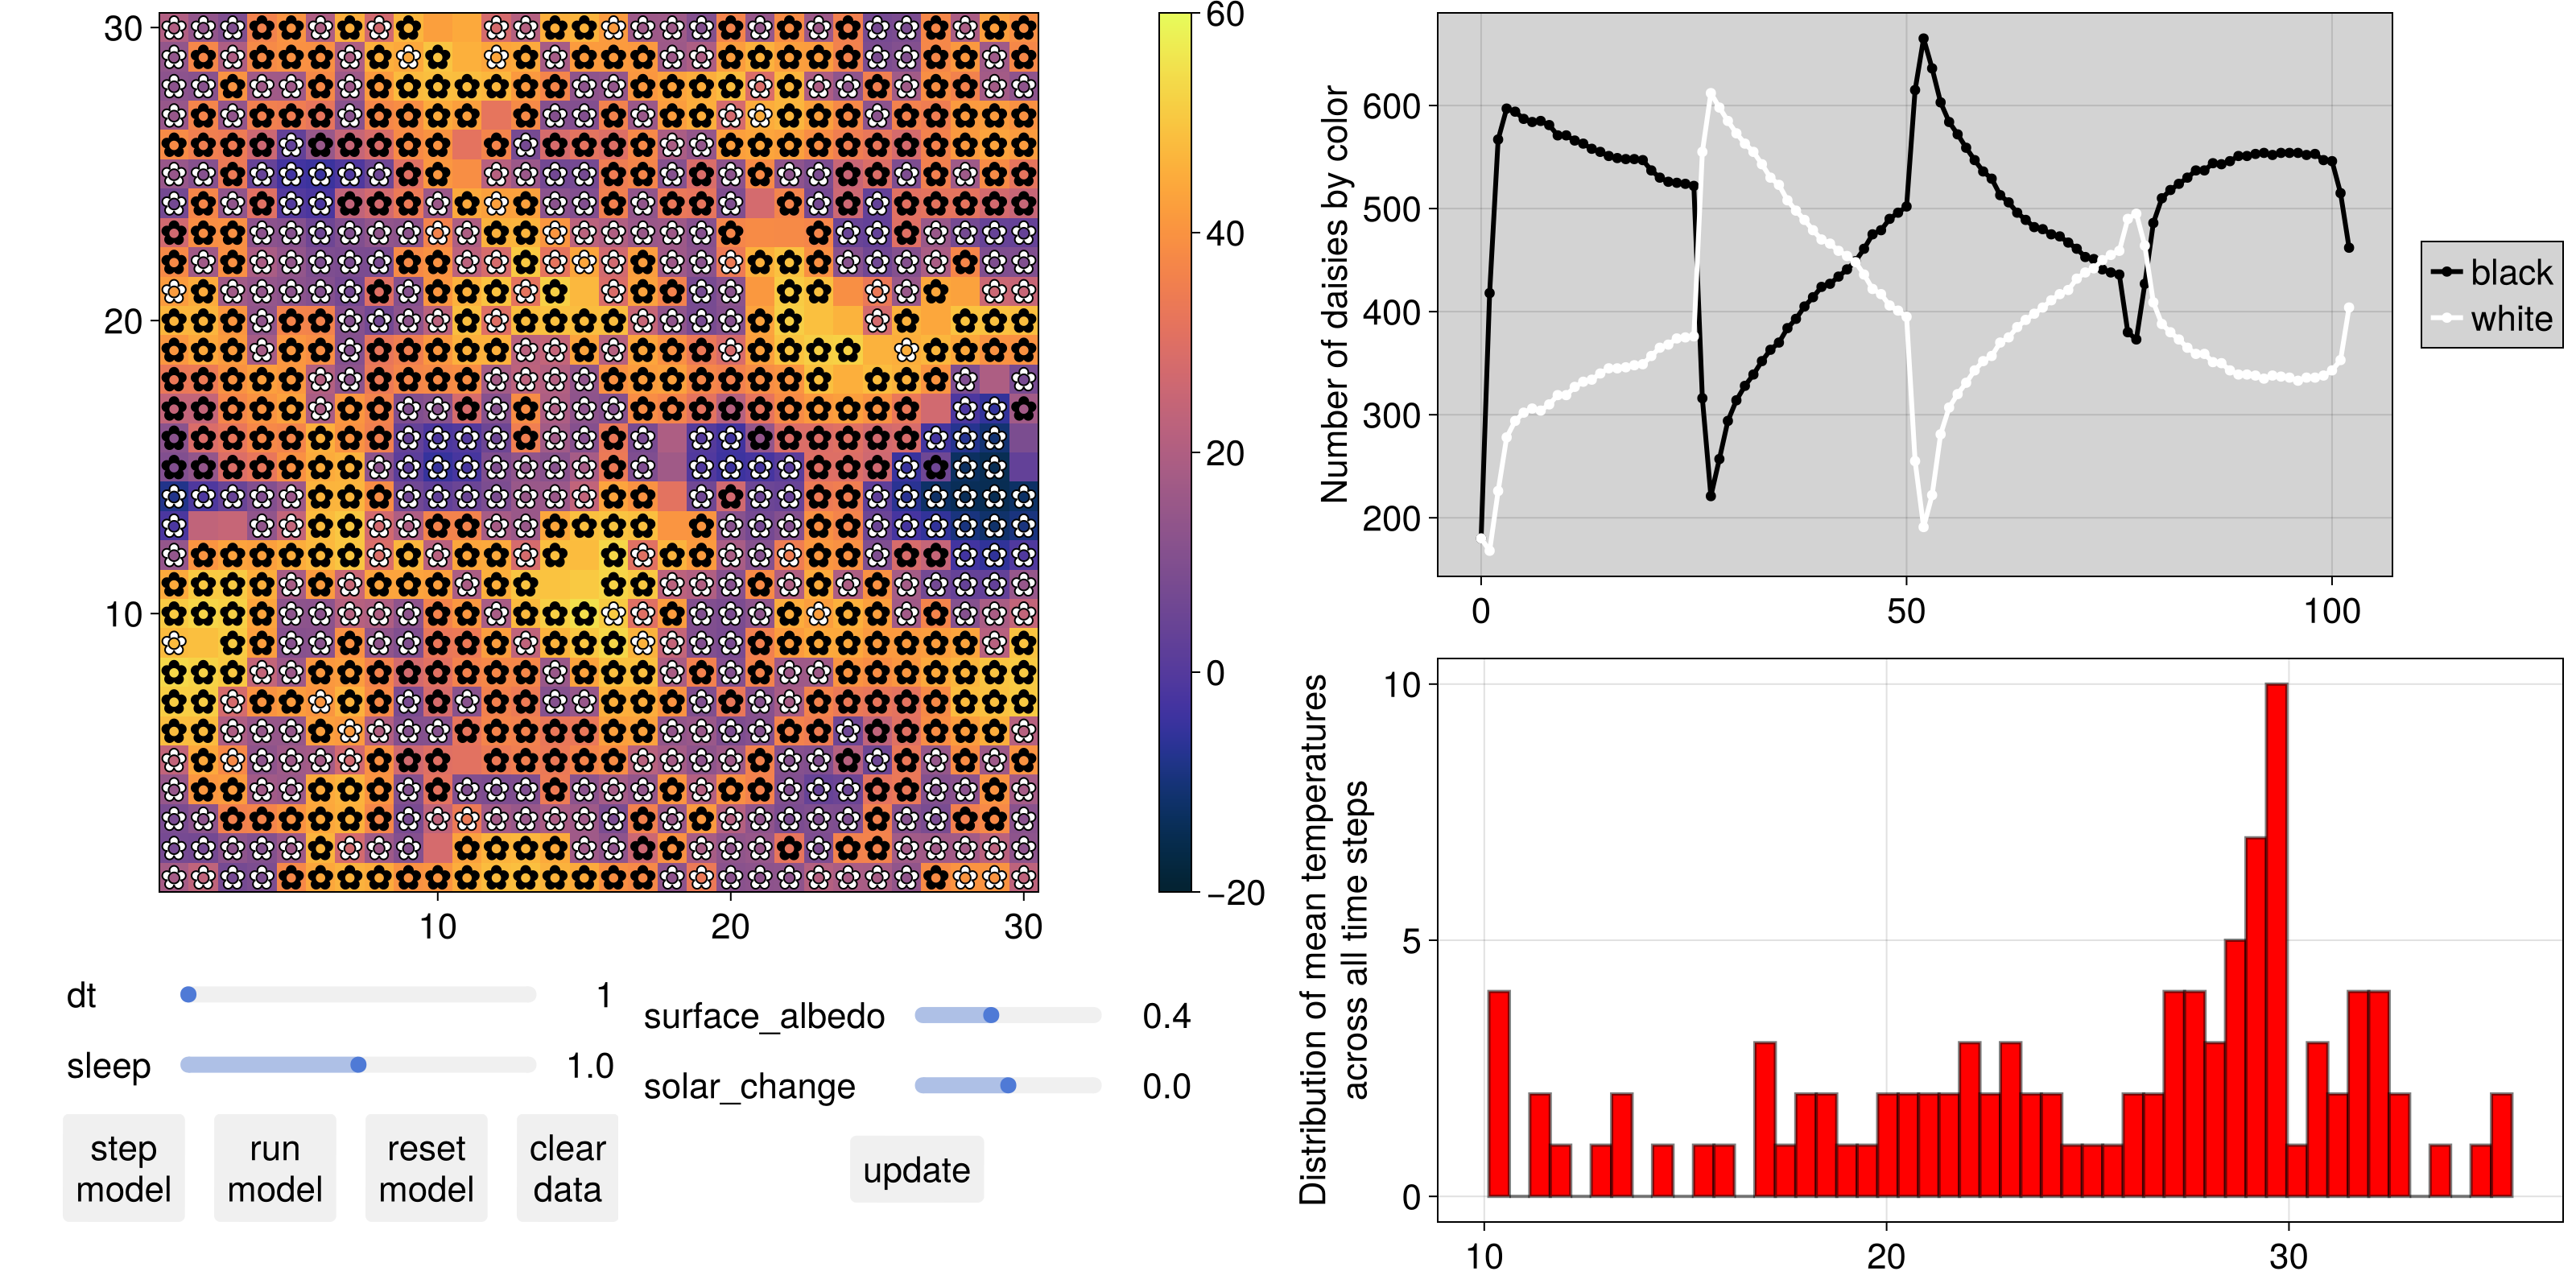 30
20
10
10
20
30
60
40
20
0
−20
Number of daisies by color
600
500
400
300
200
0
50
100
black
white
Distribution of mean temperatures
across all time steps
10
5
0
10
20
30
dt
1
sleep
1.0
surface_albedo
0.4
solar_change
0.0
step
model
run
model
reset
model
clear
data
update